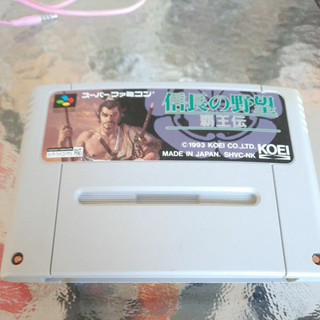 スーパーファミコン
信長の野望
覇王伝
©1993 KOEI CO.,LTD.
MADE IN JAPAN. SHVC-NK
KOEI